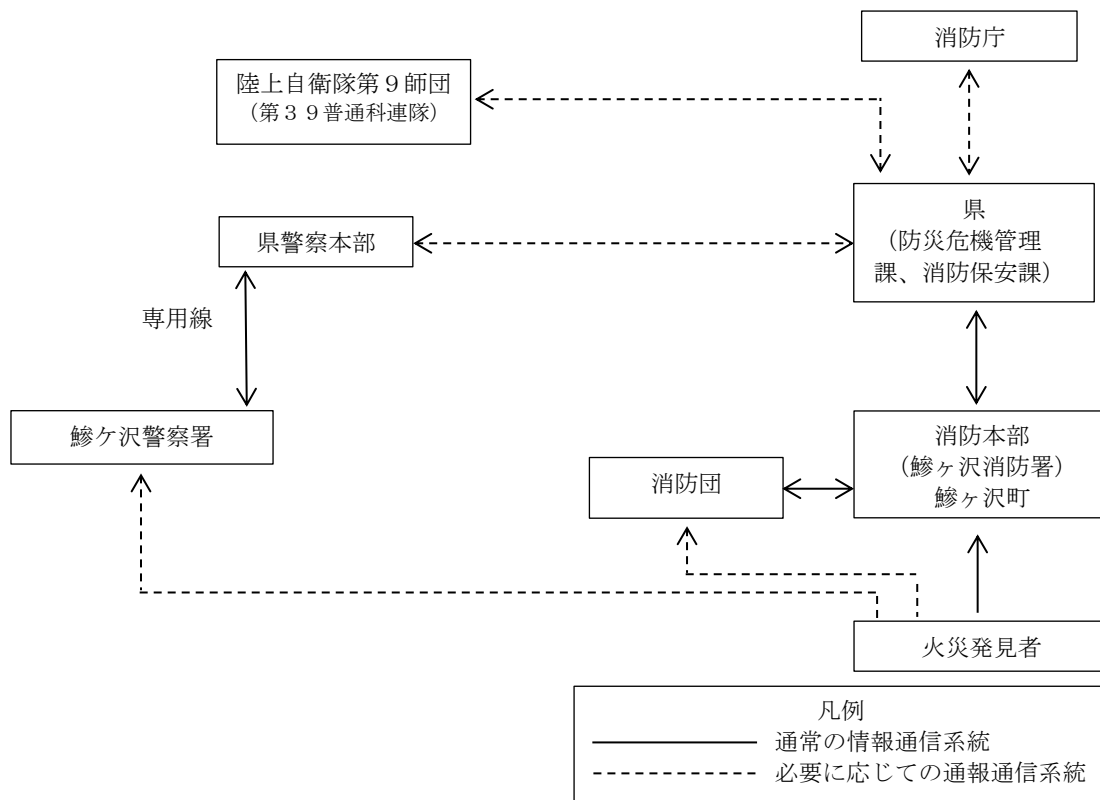 消防庁
陸上自衛隊第９師団
（第３９普通科連隊）
県
（防災危機管理
課、消防保安課）
県警察本部
専用線
鰺ケ沢警察署
消防本部
（鰺ヶ沢消防署）
鰺ヶ沢町
消防団
火災発見者
凡例
通常の情報通信系統
必要に応じての通報通信系統